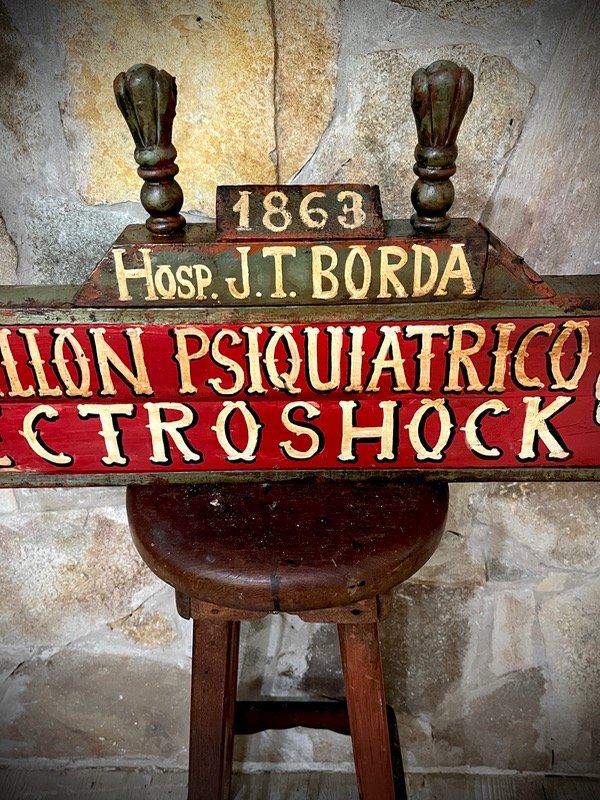 1863
HOSP. J.T. BORDA
LLON PSIQUIATRICO
ECTROSHOCK